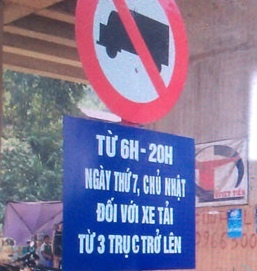 TỪ 6H - 20H
NGÀY THỨ 7, CHỦ NHẬT
ĐỐI VỚI XE TẢI
TỪ 3 TRỤC TRỞ LÊN